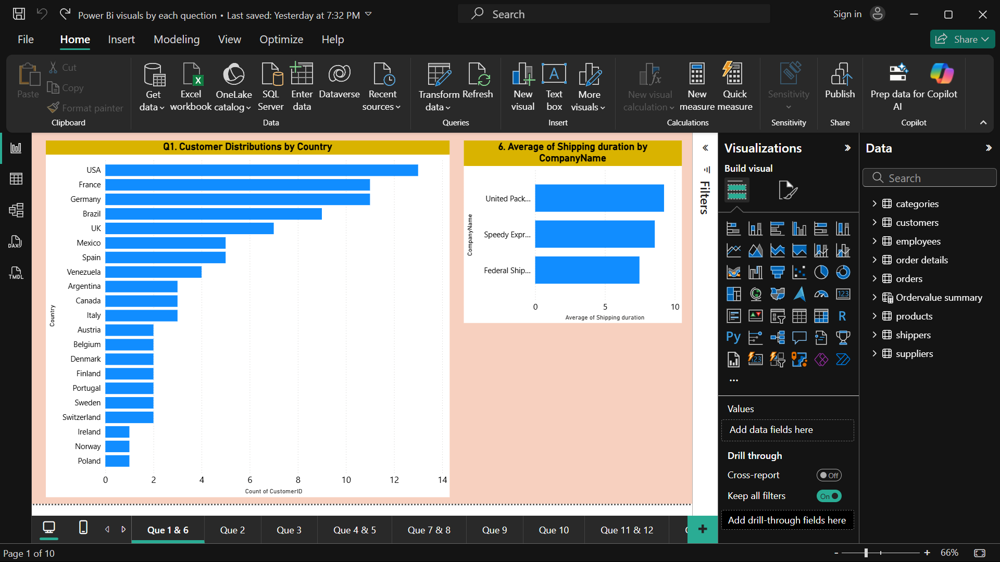 Power Bi visuals by each question • Last saved: Yesterday at 7:32 PM
Search
Sign in
File
Home
Insert
Modeling
View
Optimize
Help
Share
Paste
Cut
Copy
Format painter
Clipboard
Get data
Excel workbook
OneLake catalog
SQL Server
Enter data
Dataverse
Recent sources
Data
Transform data
Refresh
Queries
New visual
Text box
More visuals
Insert
New visual calculation
New measure
Quick measure
Calculations
Sensitivity
Sensitivity
Publish
Share
Prep data for AI
Copilot
Copilot
DAX
TMDL
Q1. Customer Distributions by Country
Country
USA
France
Germany
Brazil
UK
Mexico
Spain
Venezuela
Argentina
Canada
Italy
Austria
Belgium
Denmark
Finland
Portugal
Sweden
Switzerland
Ireland
Norway
Poland
0 2 4 6 8 10 12 14
Count of CustomerID
6. Average of Shipping duration by
CompanyName
CompanyName
United Pack...
Speedy Expr...
Federal Ship...
0 5 10
Average of Shipping duration
Filters
Visualizations
Build visual
123
R
Py
123
...
Values
Add data fields here
Drill through
Cross-report
Off
Keep all filters
On
Add drill-through fields here
Data
Search
categories
customers
employees
order details
orders
Ordervalue summary
products
shippers
suppliers
Que 1 & 6
Que 2
Que 3
Que 4 & 5
Que 7 & 8
Que 9
Que 10
Que 11 & 12
Page 1 of 10
- + 66%